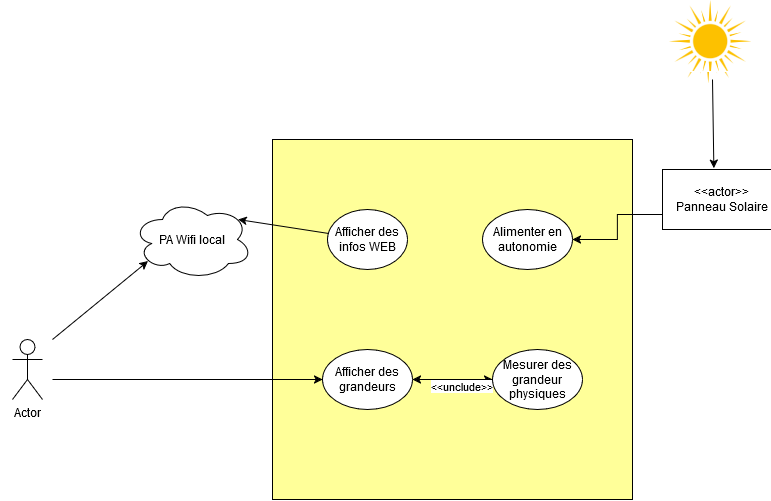 <<actor>>
Panneau Solaire
Afficher des
infos WEB
Alimenter en
autonomie
PA Wifi local
Afficher des
grandeurs
<<unclude>>
Mesurer des
grandeur
physiques
Actor